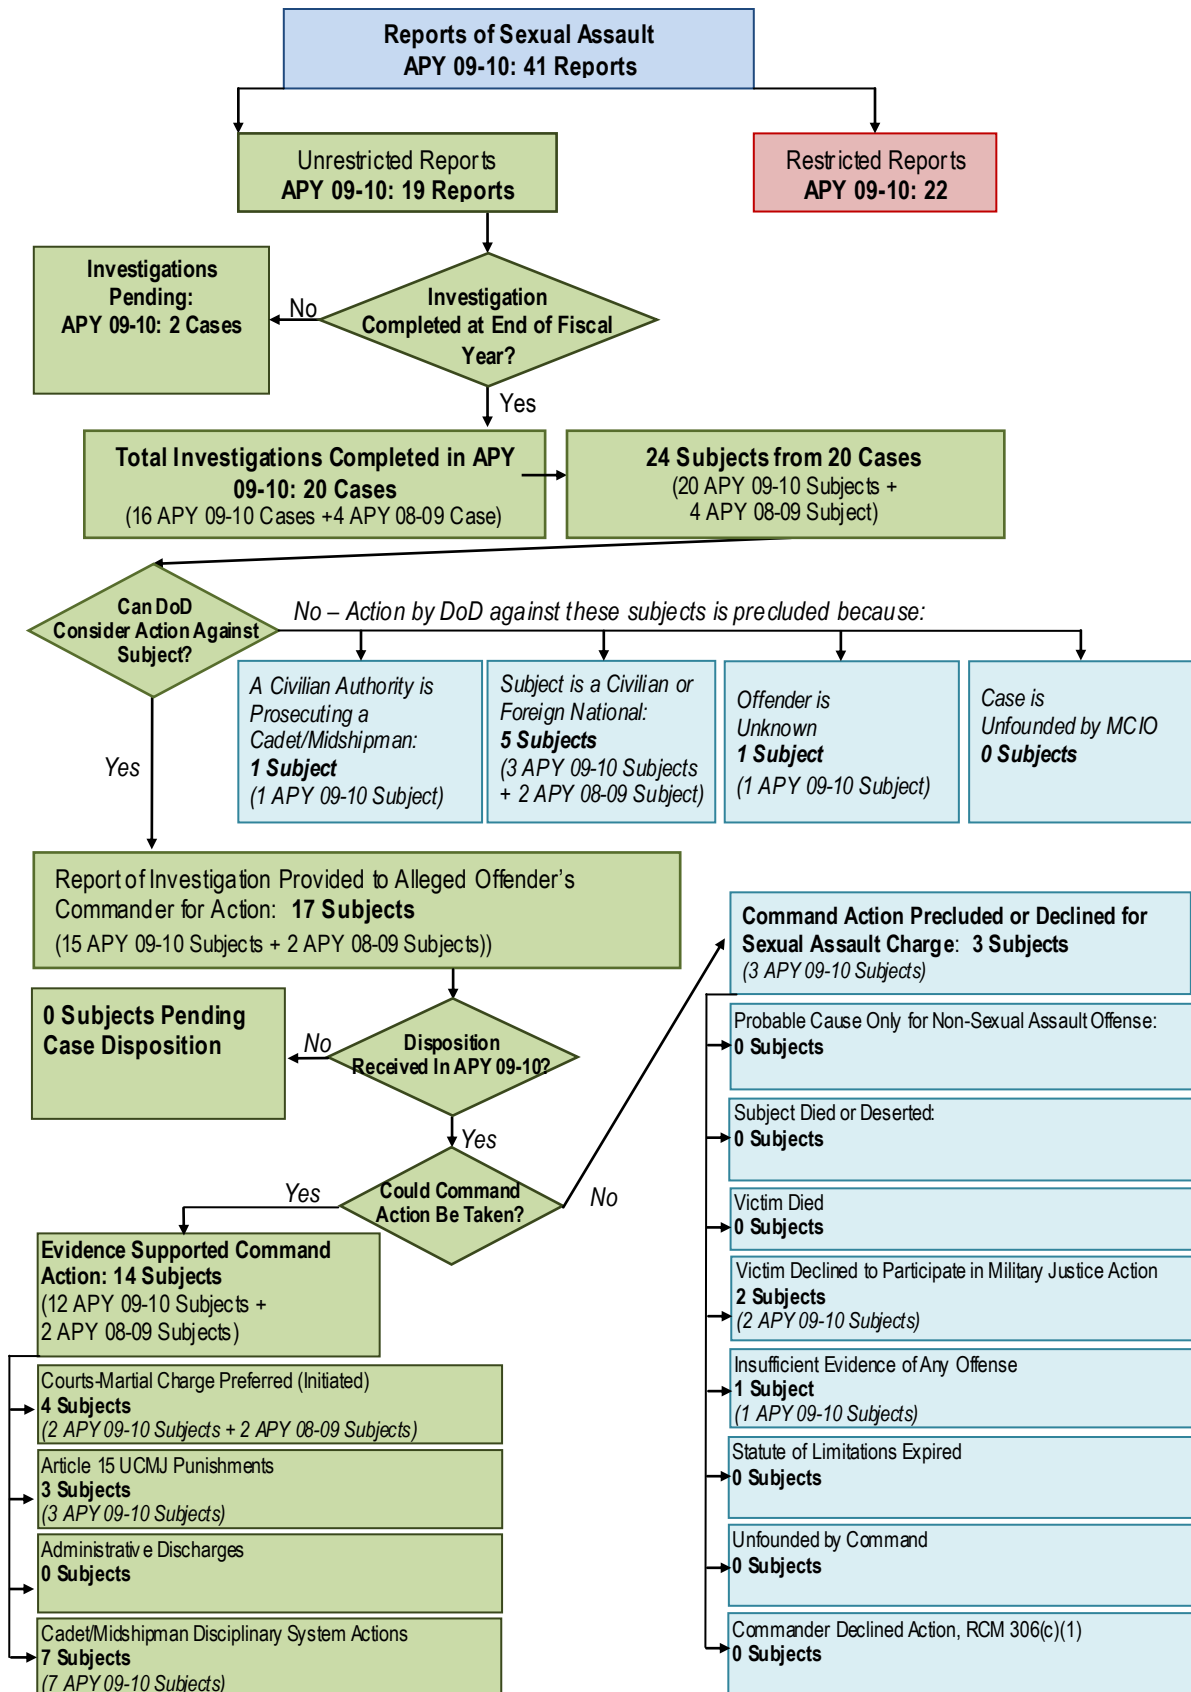 Reports of Sexual Assault
APY 09-10: 41 Reports
Unrestricted Reports
APY 09-10: 19 Reports
Restricted Reports
APY 09-10: 22
Investigations
Pending:
APY 09-10: 2 Cases
No
Investigation
Completed at End of Fiscal
Year?
Yes
Total Investigations Completed in APY
09-10: 20 Cases
(16 APY 09-10 Cases +4 APY 08-09 Case)
24 Subjects from 20 Cases
(20 APY 09-10 Subjects +
4 APY 08-09 Subject)
Can DoD
Consider Action Against
Subject?
No – Action by DoD against these subjects is precluded because:
A Civilian Authority is
Prosecuting a
Cadet/Midshipman:
1 Subject
(1 APY 09-10 Subject)
Subject is a Civilian or
Foreign National:
5 Subjects
(3 APY 09-10 Subjects
+ 2 APY 08-09 Subject)
Offender is
Unknown
1 Subject
(1 APY 09-10 Subject)
Case is
Unfounded by MCIO
0 Subjects
Yes
Report of Investigation Provided to Alleged Offender's
Commander for Action: 17 Subjects
(15 APY 09-10 Subjects + 2 APY 08-09 Subjects))
0 Subjects Pending
Case Disposition
No
Disposition
Received In APY 09-10?
Yes
Could Command
Action Be Taken?
Yes
No
Evidence Supported Command
Action: 14 Subjects
(12 APY 09-10 Subjects +
2 APY 08-09 Subjects)
Courts-Martial Charge Preferred (Initiated)
4 Subjects
(2 APY 09-10 Subjects + 2 APY 08-09 Subjects)
Article 15 UCMJ Punishments
3 Subjects
(3 APY 09-10 Subjects)
Administrative Discharges
0 Subjects
Cadet/Midshipman Disciplinary System Actions
7 Subjects
(7 APY 09-10 Subjects)
Command Action Precluded or Declined for
Sexual Assault Charge: 3 Subjects
(3 APY 09-10 Subjects)
Probable Cause Only for Non-Sexual Assault Offense:
0 Subjects
Subject Died or Deserted:
0 Subjects
Victim Died
0 Subjects
Victim Declined to Participate in Military Justice Action
2 Subjects
(2 APY 09-10 Subjects)
Insufficient Evidence of Any Offense
1 Subject
(1 APY 09-10 Subjects)
Statute of Limitations Expired
0 Subjects
Unfounded by Command
0 Subjects
Commander Declined Action, RCM 306(c)(1)
0 Subjects